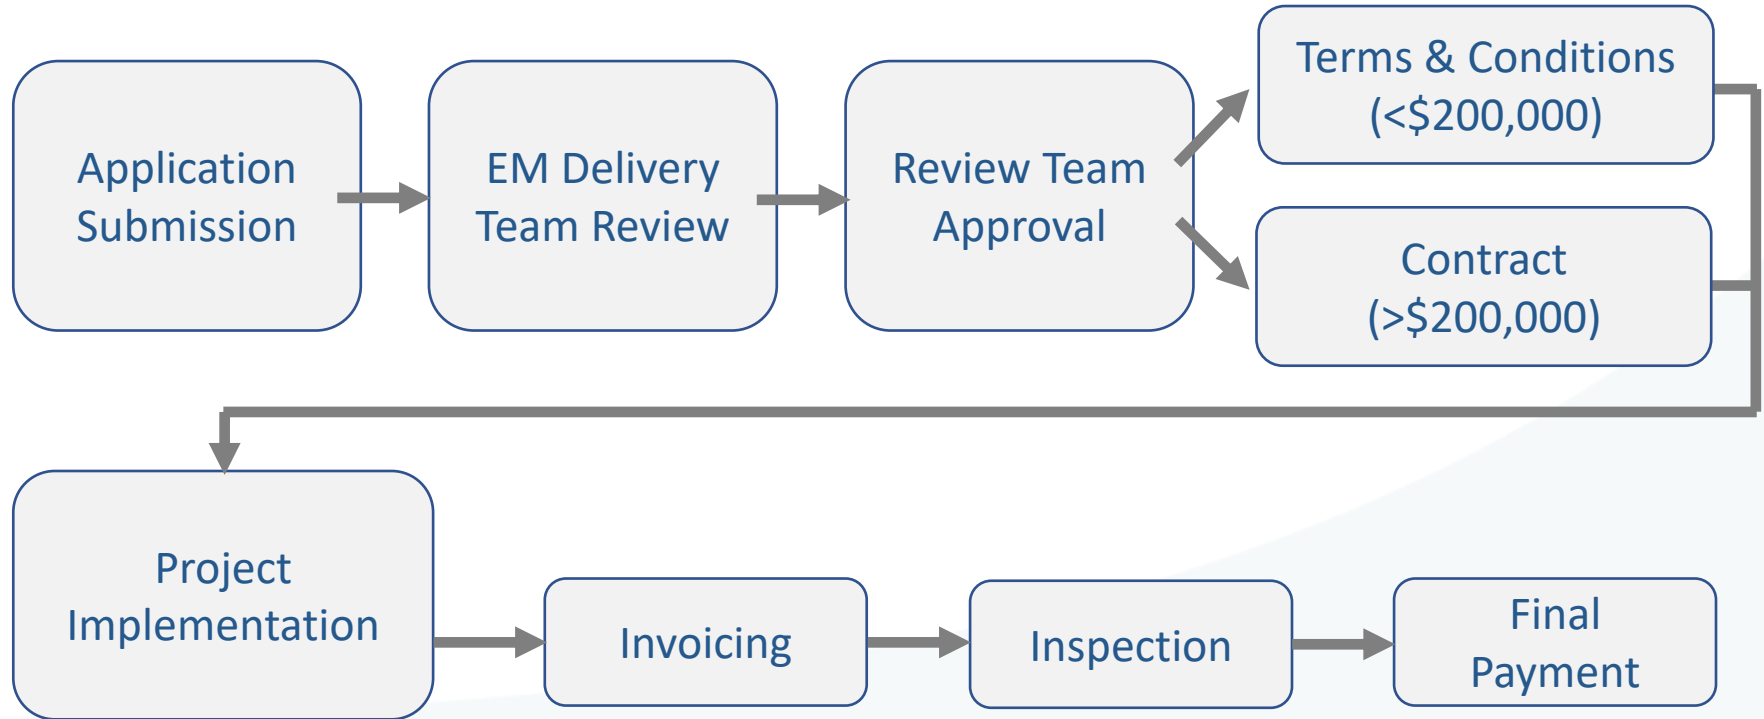 Application
Submission
EM Delivery
Team Review
Review Team
Approval
Terms & Conditions
(<$200,000)
Contract
(>$200,000)
Project
Implementation
Invoicing
Inspection
Final
Payment